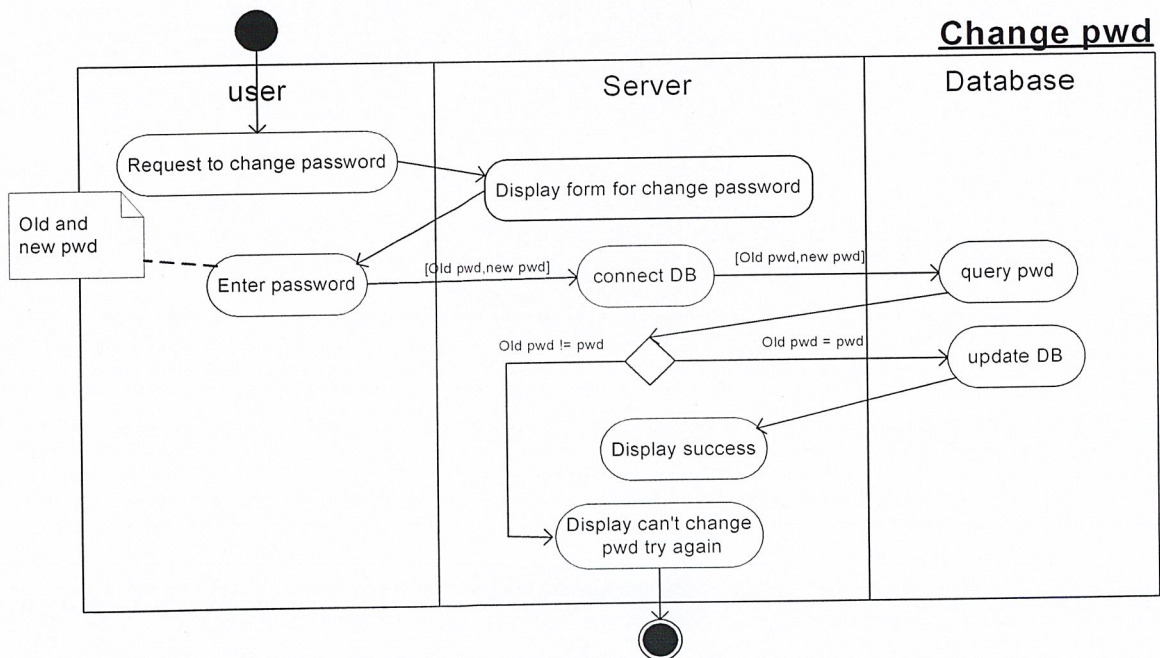 Change pwd
user
Server
Database
Request to change password
Display form for change password
Old and
new pwd
Enter password
[Old pwd,new pwd]
connect DB
[Old pwd,new pwd]
query pwd
Old pwd != pwd
Old pwd = pwd
update DB
Display success
Display can't change
pwd try again